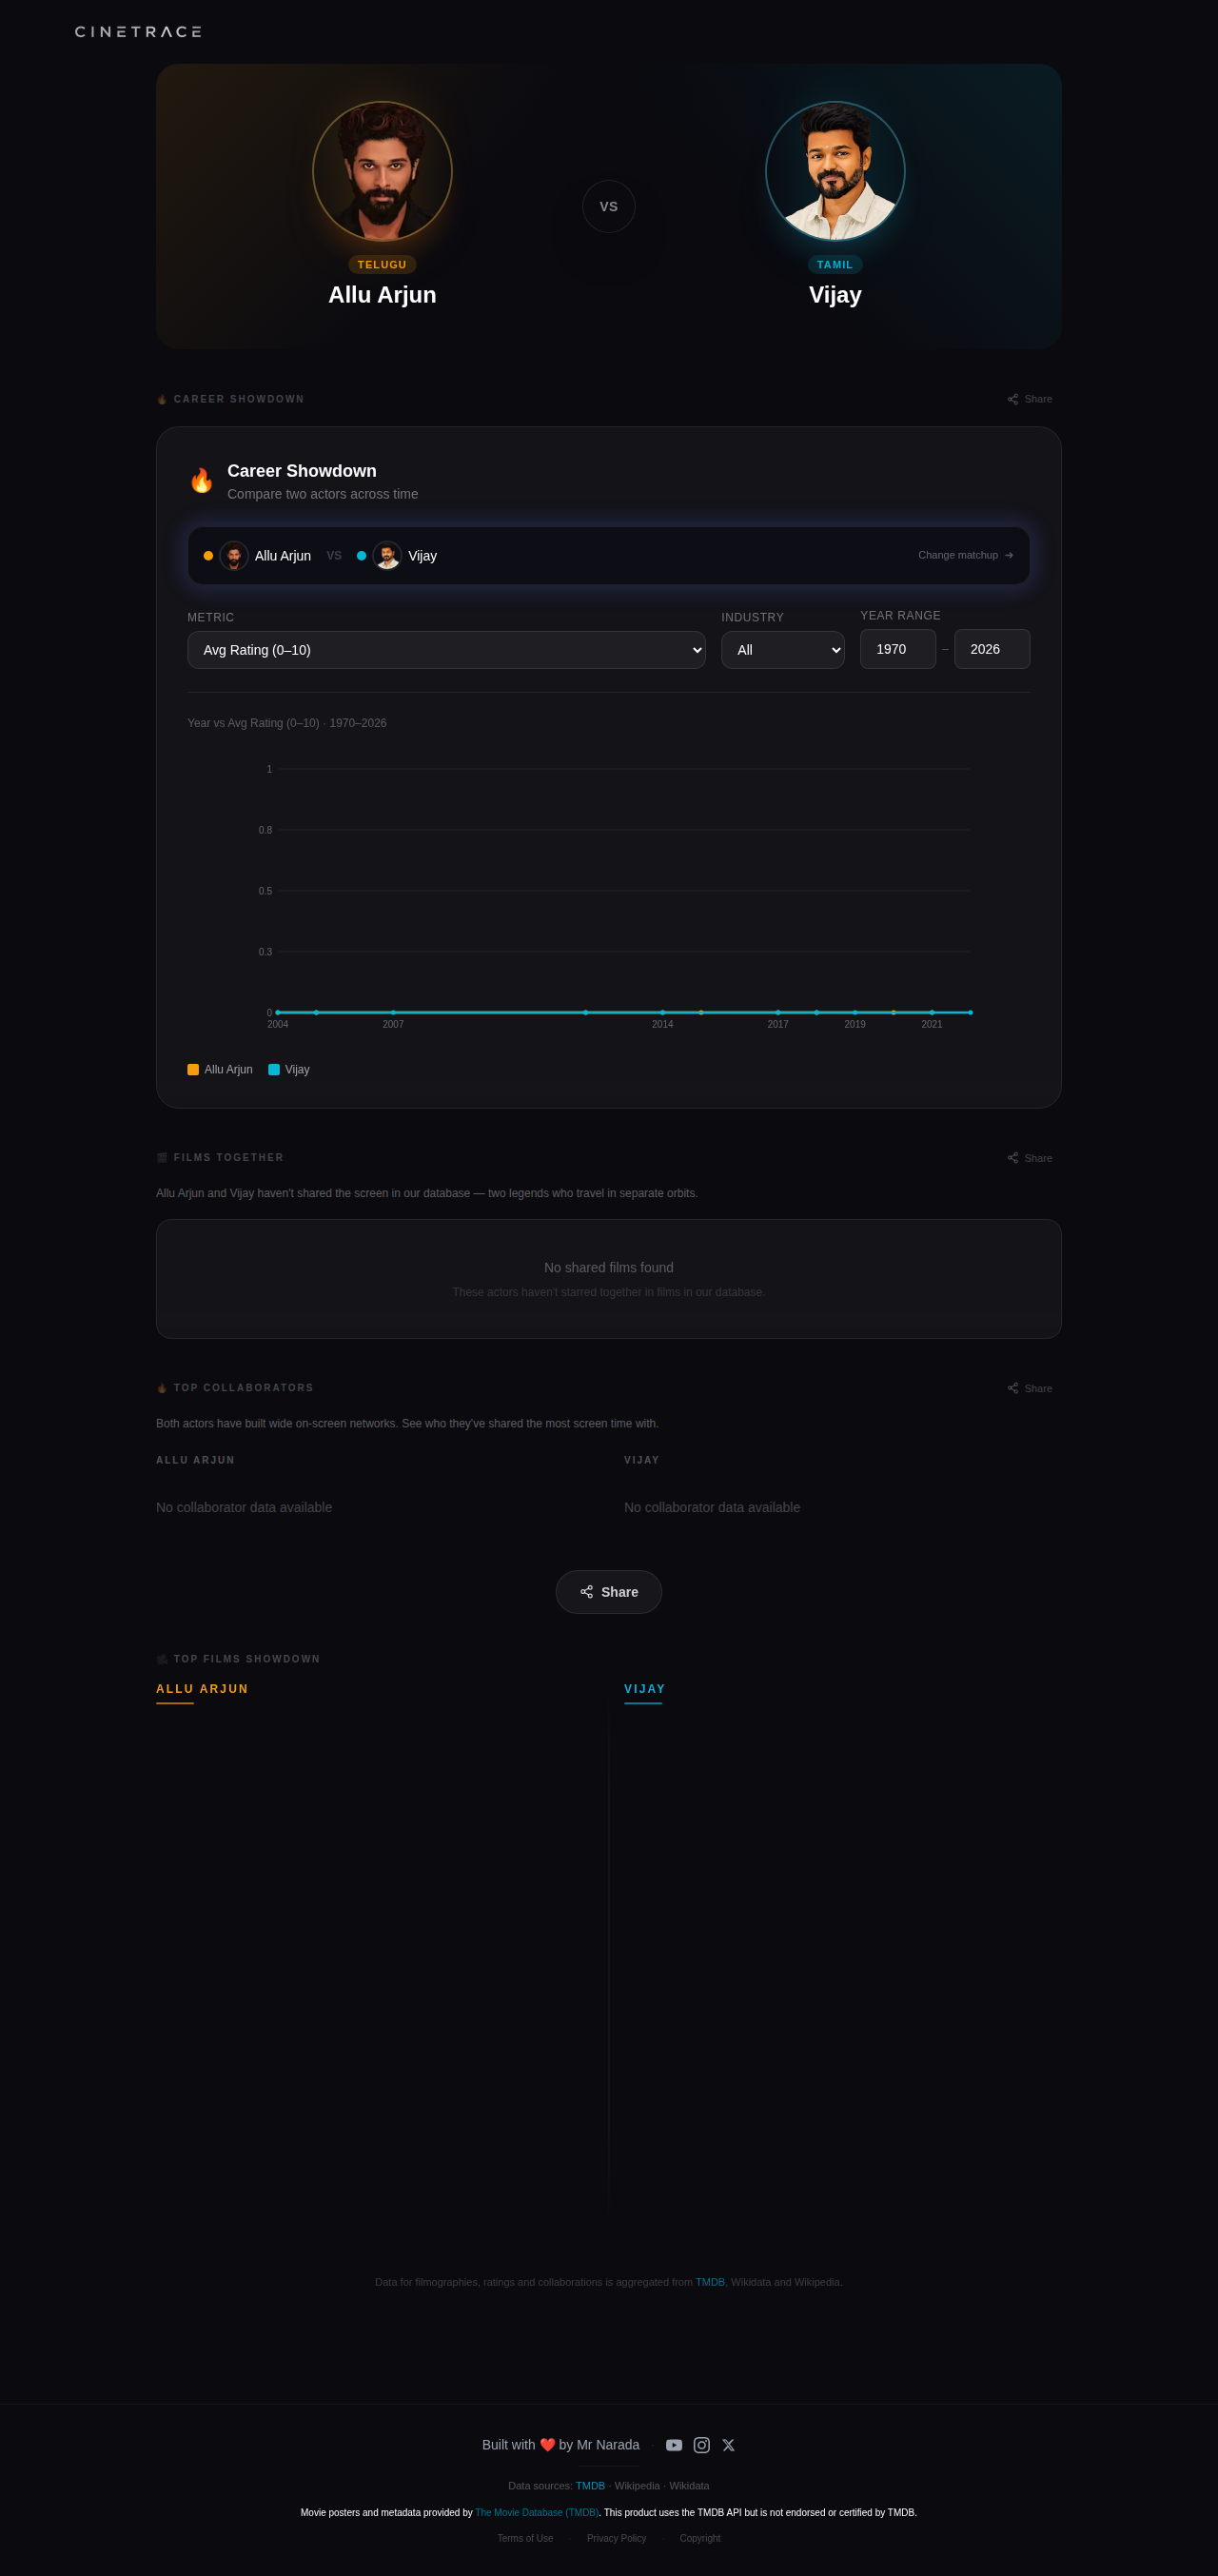 CINETRACE
VS
TELUGU
Allu Arjun
TAMIL
Vijay
🔥 CAREER SHOWDOWN
Share
🔥 Career Showdown
Compare two actors across time
Allu Arjun VS Vijay
Change matchup →
METRIC
Avg Rating (0–10)
INDUSTRY
All
YEAR RANGE
1970 – 2026
Year vs Avg Rating (0–10) · 1970–2026
1
0.8
0.5
0.3
0
2004 2007 2014 2017 2019 2021
Allu Arjun Vijay
🎬 FILMS TOGETHER
Share
Allu Arjun and Vijay haven't shared the screen in our database — two legends who travel in separate orbits.
No shared films found
These actors haven't starred together in films in our database.
🔥 TOP COLLABORATORS
Share
Both actors have built wide on-screen networks. See who they've shared the most screen time with.
ALLU ARJUN
No collaborator data available
VIJAY
No collaborator data available
Share
🎥 TOP FILMS SHOWDOWN
ALLU ARJUN
VIJAY
Data for filmographies, ratings and collaborations is aggregated from TMDB, Wikidata and Wikipedia.
Built with ❤️ by Mr Narada ·
Data sources: TMDB · Wikipedia · Wikidata
Movie posters and metadata provided by The Movie Database (TMDB). This product uses the TMDB API but is not endorsed or certified by TMDB.
Terms of Use · Privacy Policy · Copyright